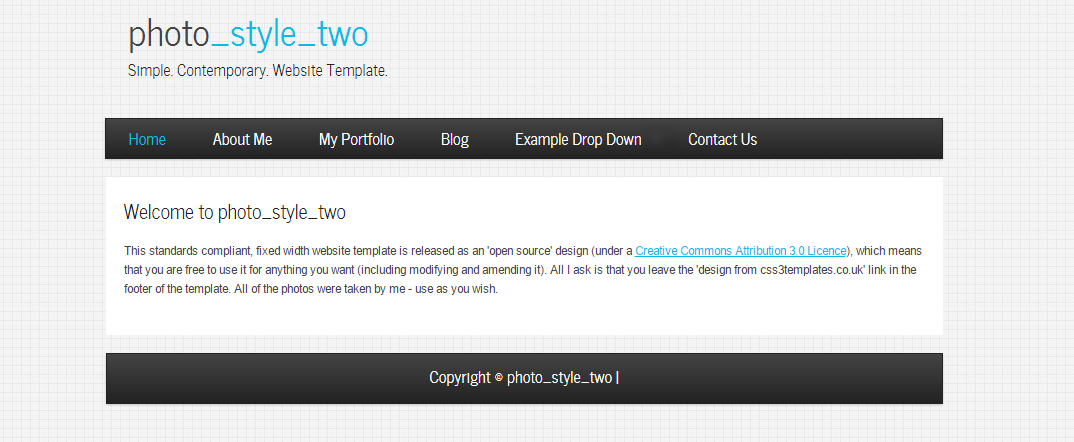 photo_style_two
Simple. Contemporary. Website Template.
Home About Me My Portfolio Blog Example Drop Down Contact Us
Welcome to photo_style_two
This standards compliant, fixed width website template is released as an 'open source' design (under a Creative Commons Attribution 3.0 Licence), which means
that you are free to use it for anything you want (including modifying and amending it). All I ask is that you leave the 'design from css3templates.co.uk' link in the
footer of the template. All of the photos were taken by me - use as you wish.
Copyright © photo_style_two |